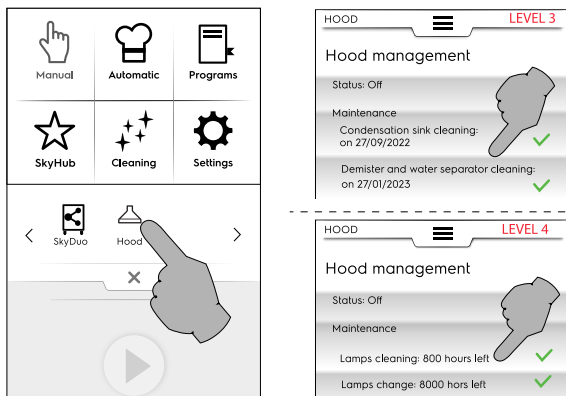 Manual Automatic Programs
SkyHub Cleaning Settings
SkyDuo Hood
HOOD LEVEL 3
Hood management
Status: Off
Maintenance
Condensation sink cleaning:
on 27/09/2022
Demister and water separator cleaning:
on 27/01/2023
HOOD LEVEL 4
Hood management
Status: Off
Maintenance
Lamps cleaning: 800 hours left
Lamps change: 8000 hors left